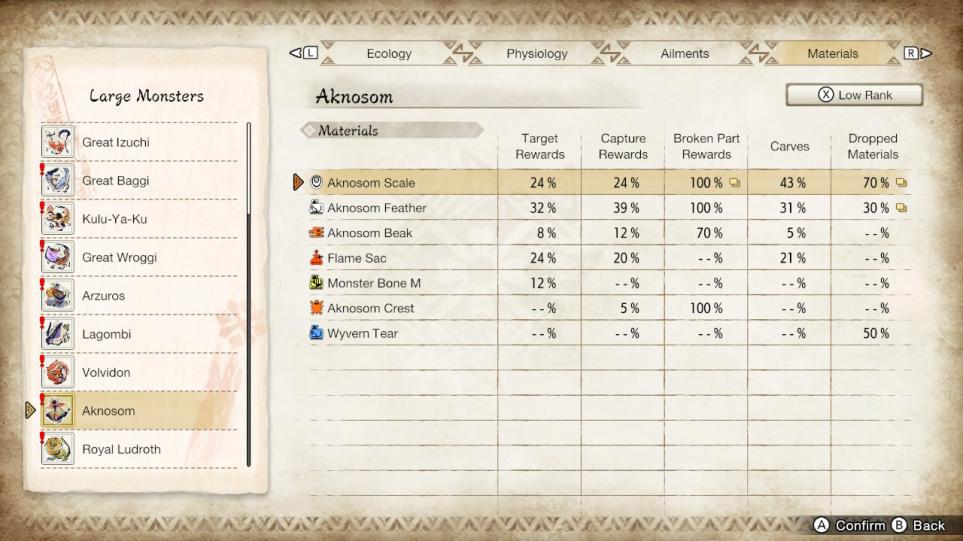 L Ecology Physiology Ailments Materials R
Large Monsters
Great Izuchi
Great Baggi
Kulu-Ya-Ku
Great Wroggi
Arzuros
Lagombi
Volvidon
Aknosom
Royal Ludroth
Aknosom
X Low Rank
Materials
Target Rewards
Capture Rewards
Broken Part Rewards
Carves
Dropped Materials
Aknosom Scale 24 % 24 % 100 % 43 % 70 %
Aknosom Feather 32 % 39 % 100 % 31 % 30 %
Aknosom Beak 8 % 12 % 70 % 5 % - - %
Flame Sac 24 % 20 % - - % 21 % - - %
Monster Bone M 12 % - - % - - % - - % - - %
Aknosom Crest - - % 5 % 100 % - - % - - %
Wyvern Tear - - % - - % - - % - - % 50 %
A Confirm B Back